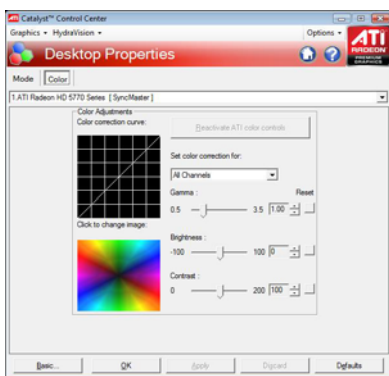 ATI Catalyst™ Control Center
Graphics • HydraVision •
Options •
ATI
RADEON
PREMIUM
GRAPHICS
Desktop Properties
Mode
Color
1.ATI Radeon HD 5770 Series [ SyncMaster ]
Color Adjustments
Color correction curve:
Reactivate ATI color controls
Set color correction for:
All Channels
Gamma :
Reset
0.5
3.5
1.00
Click to change image:
Brightness :
-100
100
0
Contrast :
0
200
100
Basic...
OK
Apply
Discard
Defaults